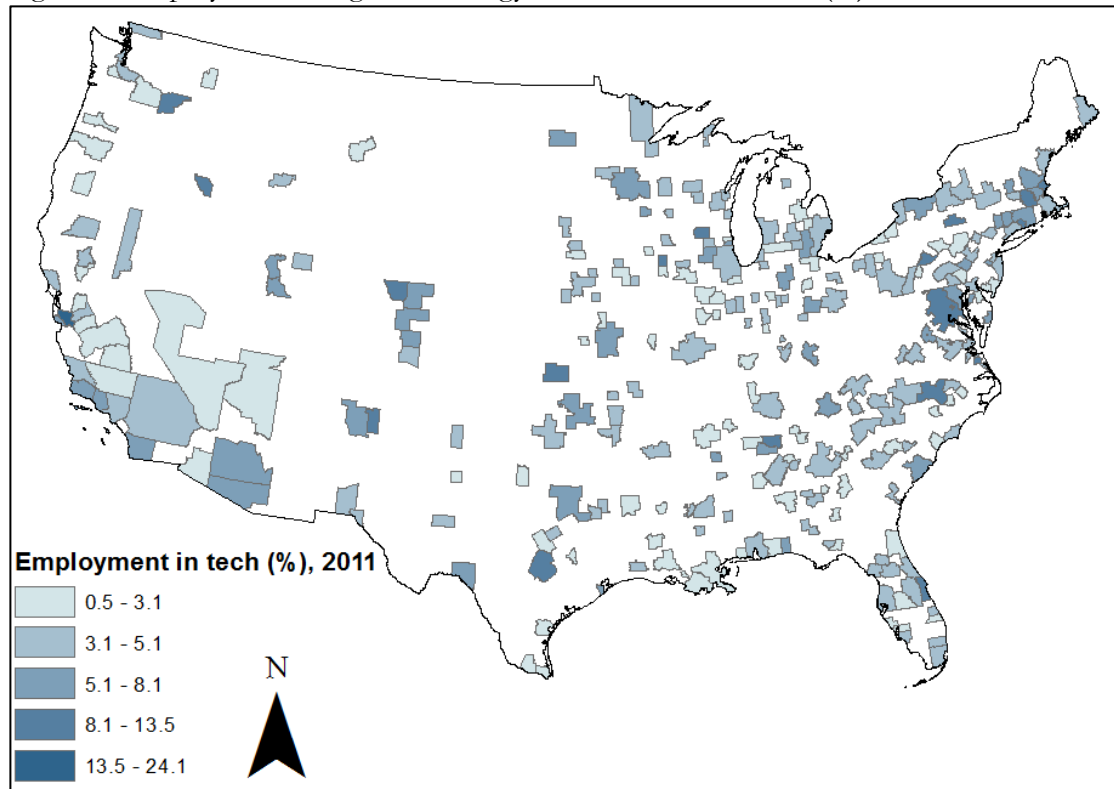 Employment in tech (%), 2011
0.5 - 3.1
3.1 - 5.1
5.1 - 8.1
8.1 - 13.5
13.5 - 24.1
N